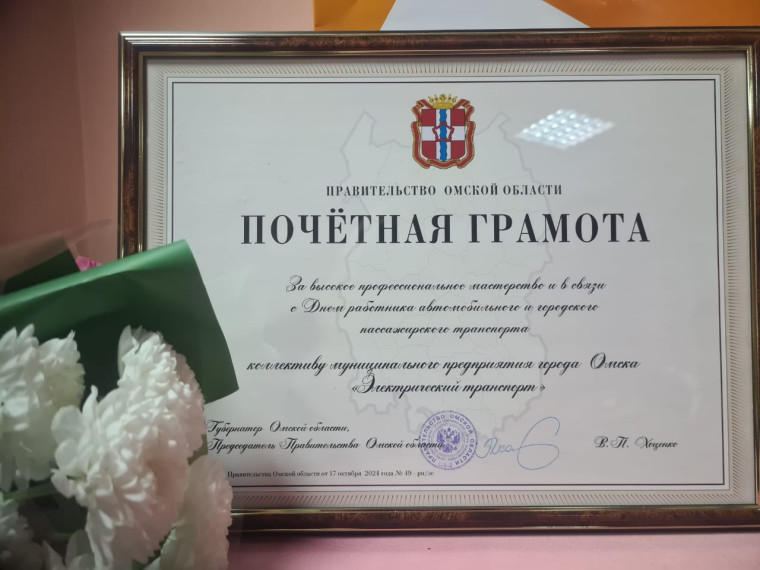 ПРАВИТЕЛЬСТВО ОМСКОЙ ОБЛАСТИ
ПОЧЁТНАЯ ГРАМОТА
За высокое профессиональное мастерство и в связи
с Днем работника автомобильного и городского
пассажирского транспорта
коллективу муниципального предприятия города Омска
«Электрический транспорт»
Губернатор Омской области,
Председатель Правительства Омской области
В.П. Хоценко
Правительства Омской области от 17 октября 2024 года № 49